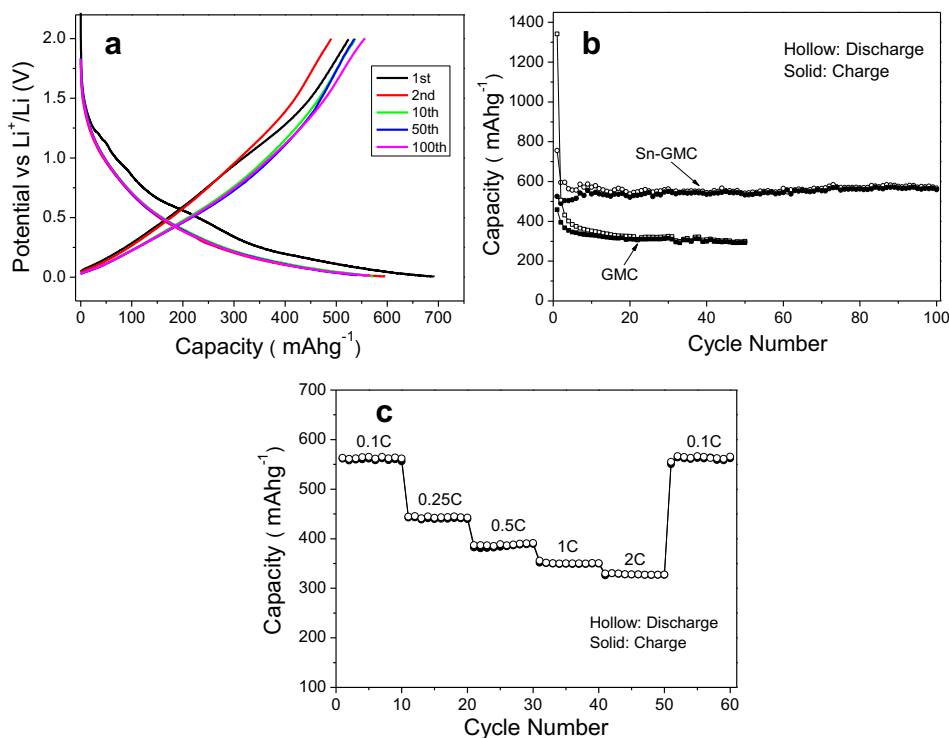 a
Potential vs Li⁺/Li (V)
2.0
1.5
1.0
0.5
0.0
1st
2nd
10th
50th
100th
0 100 200 300 400 500 600 700
Capacity ( mAhg⁻¹)
b
Capacity ( mAhg⁻¹)
1400
1200
1000
800
600
400
200
0
Hollow: Discharge
Solid: Charge
Sn-GMC
GMC
0 20 40 60 80 100
Cycle Number
c
Capacity ( mAhg⁻¹)
700
600
500
400
300
200
100
0.1C
0.25C
0.5C
1C
2C
0.1C
Hollow: Discharge
Solid: Charge
0 10 20 30 40 50 60
Cycle Number